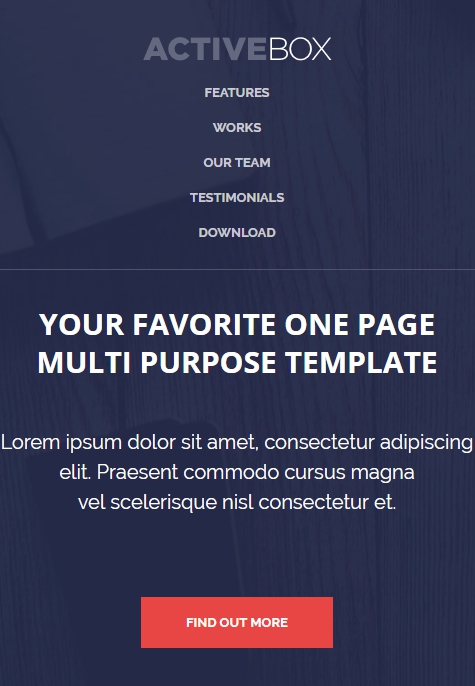 ACTIVEBOX
FEATURES
WORKS
OUR TEAM
TESTIMONIALS
DOWNLOAD
YOUR FAVORITE ONE PAGE
MULTI PURPOSE TEMPLATE
Lorem ipsum dolor sit amet, consectetur adipiscing
elit. Praesent commodo cursus magna
vel scelerisque nisl consectetur et.
FIND OUT MORE